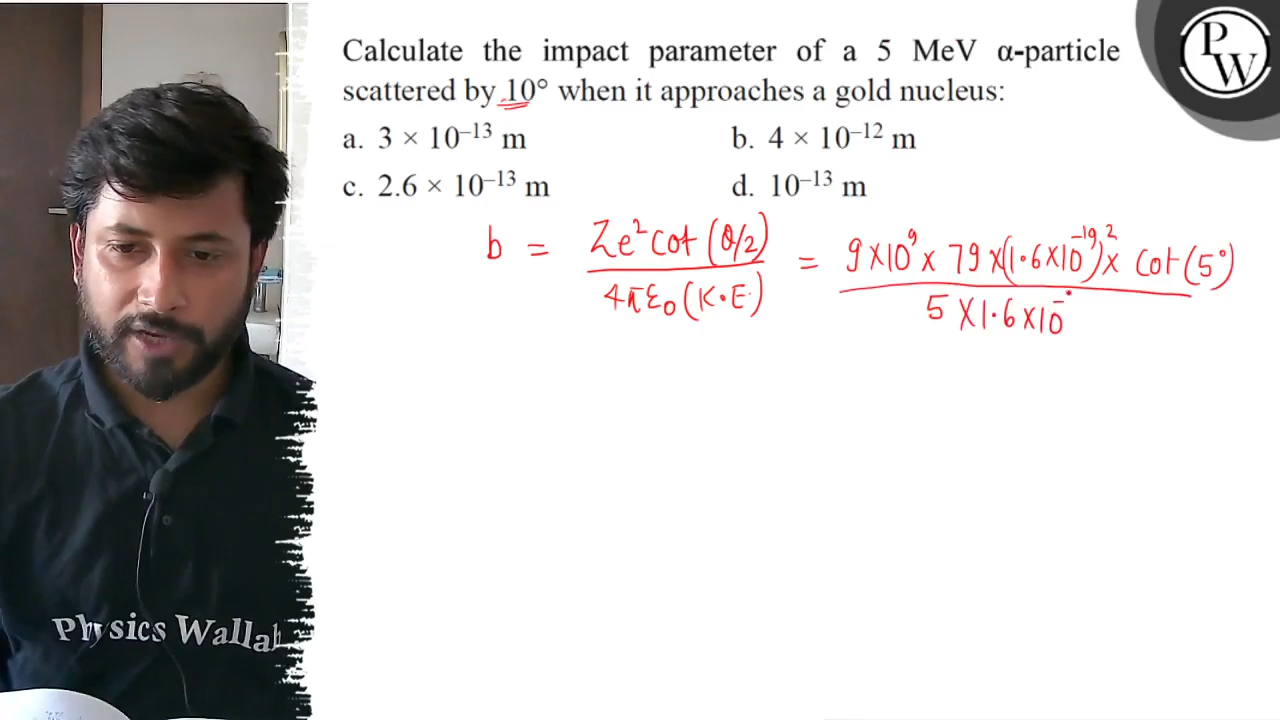 Calculate the impact parameter of a 5 MeV α-particle
scattered by 10° when it approaches a gold nucleus:
a. 3 × 10⁻¹³ m
b. 4 × 10⁻¹² m
c. 2.6 × 10⁻¹³ m
d. 10⁻¹³ m
b = Ze² cot (θ/2) / 4πε₀ (K.E.) = 9×10⁹ × 79 × (1.6×10⁻¹⁹)² × cot (5°) / 5 × 1.6 × 10⁻
PW
Physics Wallah